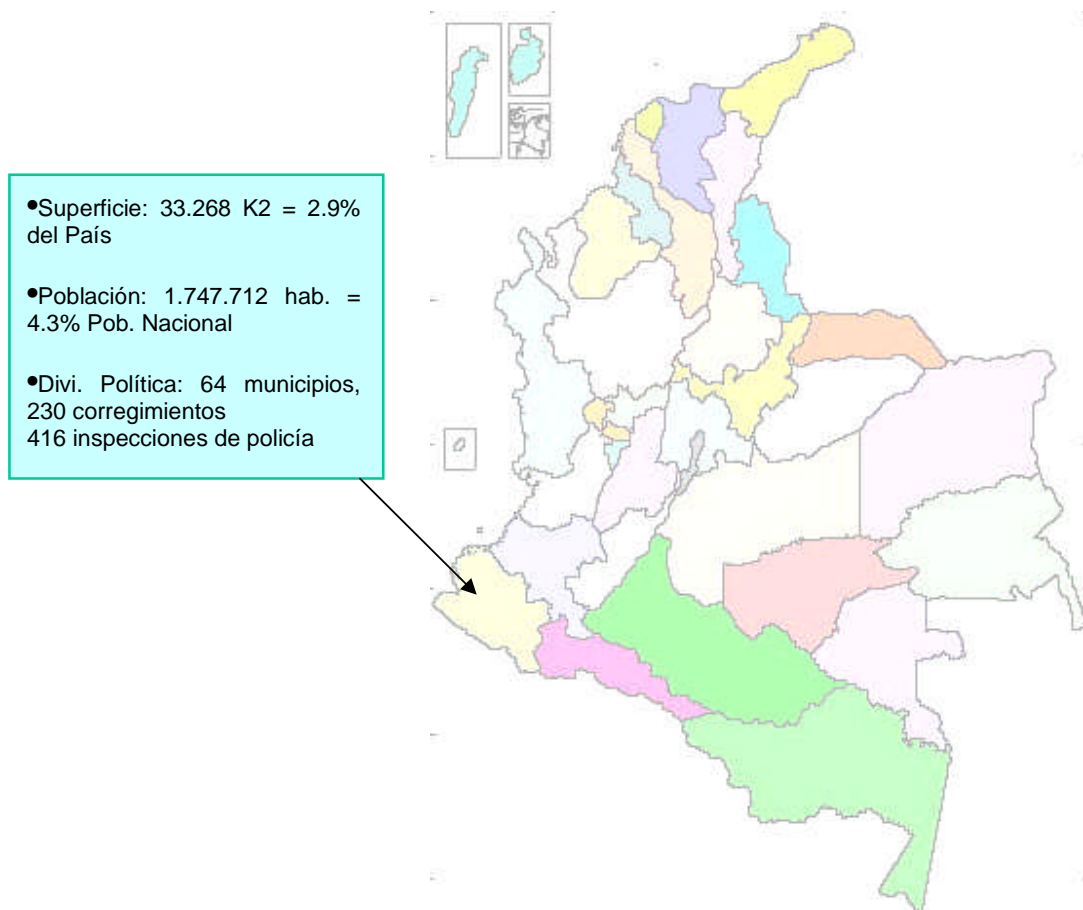 •Superficie: 33.268 K2 = 2.9%
del País
•Población: 1.747.712 hab. =
4.3% Pob. Nacional
•Divi. Política: 64 municipios,
230 corregimientos
416 inspecciones de policía